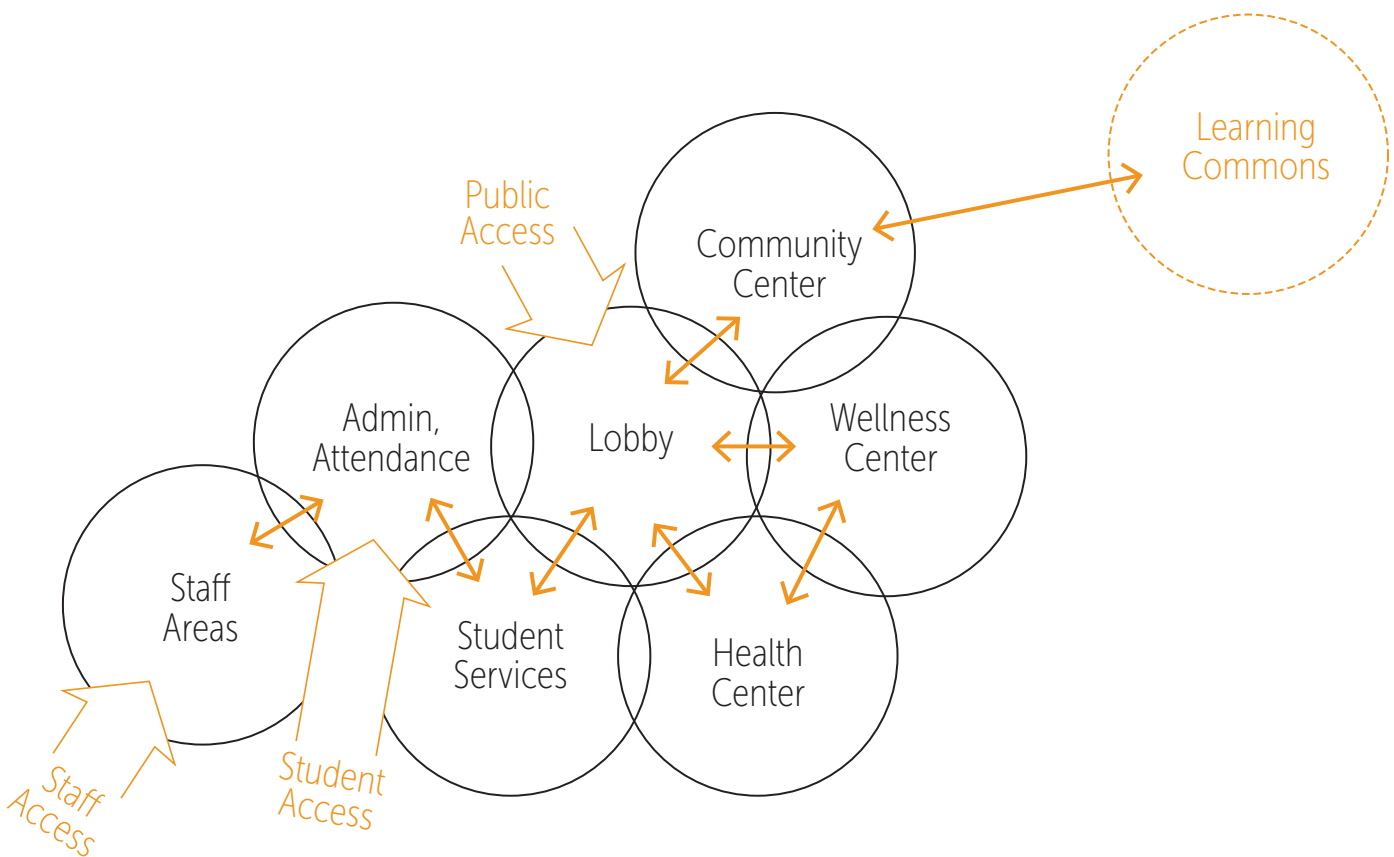 Learning
Commons
Public
Access
Community
Center
Admin,
Attendance
Lobby
Wellness
Center
Staff
Areas
Student
Services
Health
Center
Staff
Access
Student
Access